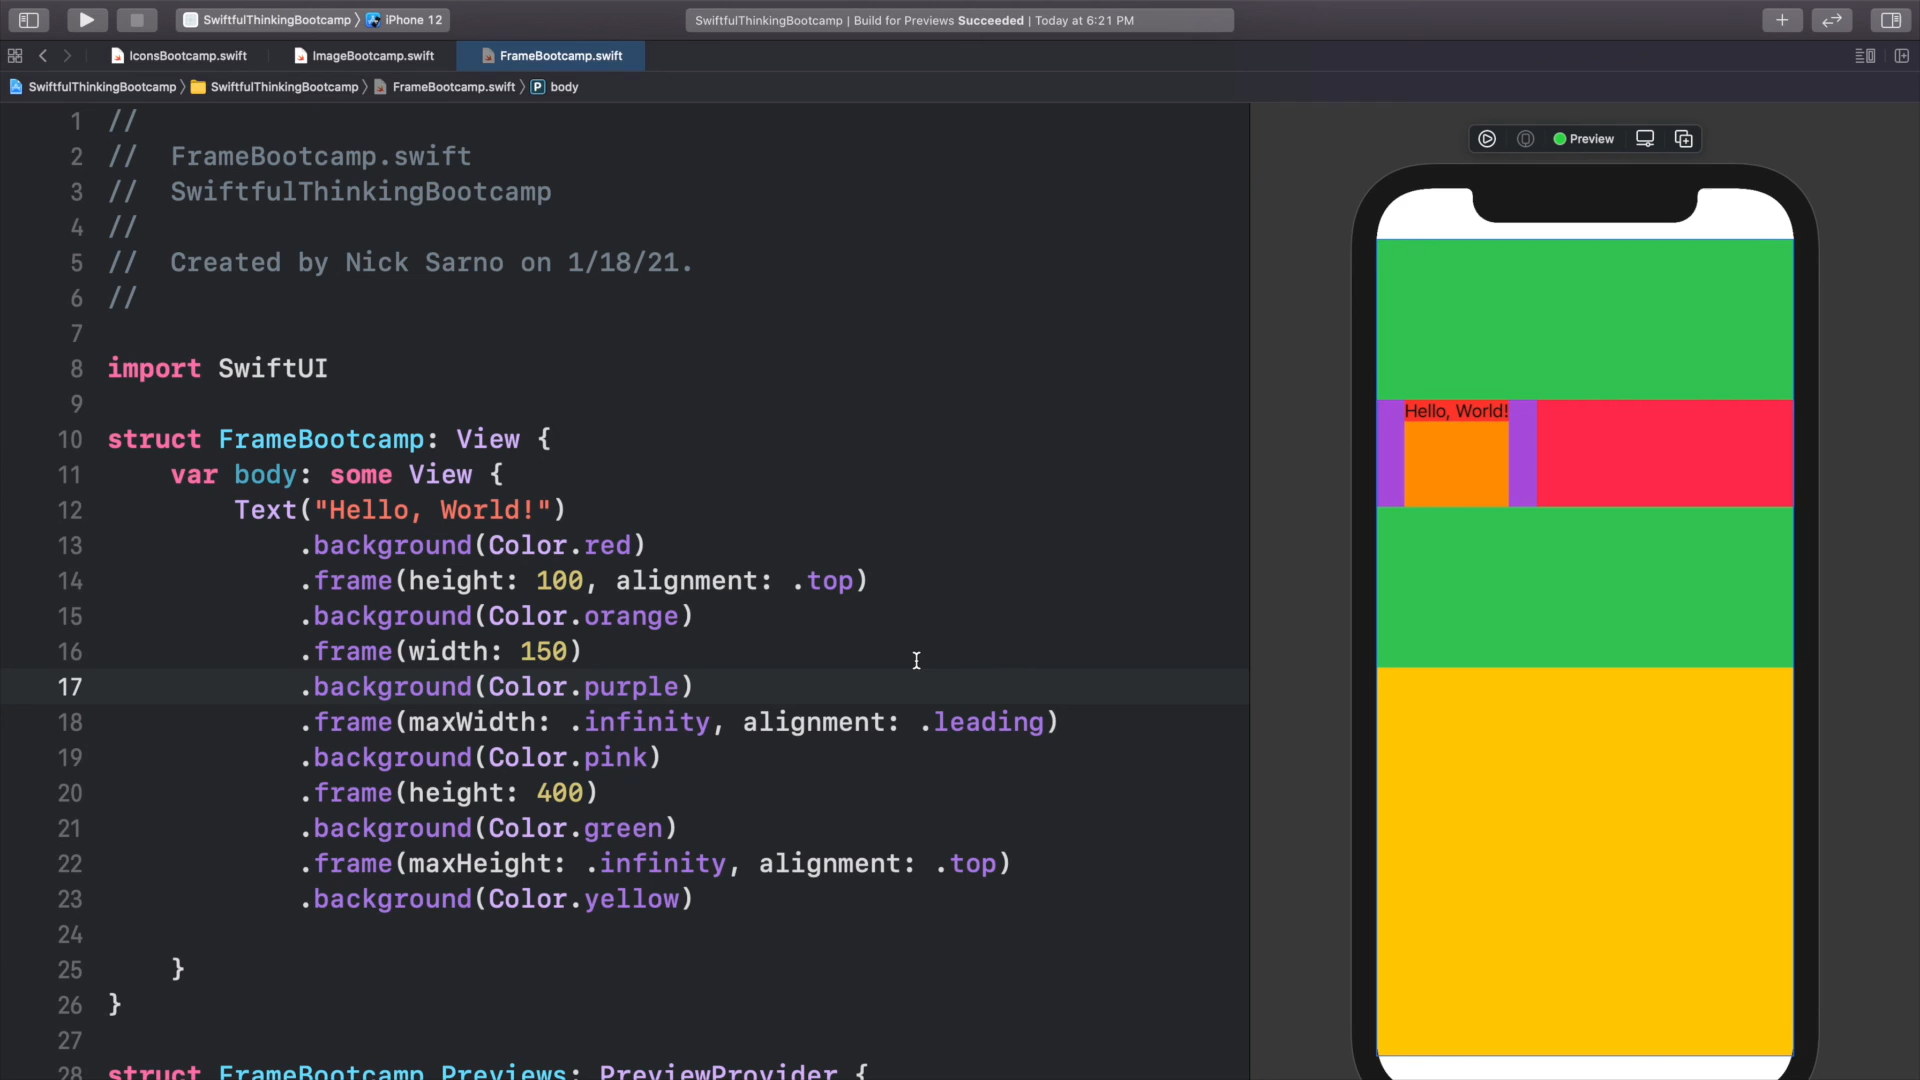 SwiftfulThinkingBootcamp 〉 iPhone 12
SwiftfulThinkingBootcamp | Build for Previews Succeeded | Today at 6:21 PM
IconsBootcamp.swift
ImageBootcamp.swift
FrameBootcamp.swift
SwiftfulThinkingBootcamp 〉 SwiftfulThinkingBootcamp 〉 FrameBootcamp.swift 〉 P body
1 //
2 //  FrameBootcamp.swift
3 //  SwiftfulThinkingBootcamp
4 //
5 //  Created by Nick Sarno on 1/18/21.
6 //
7
8 import SwiftUI
9
10 struct FrameBootcamp: View {
11     var body: some View {
12         Text("Hello, World!")
13             .background(Color.red)
14             .frame(height: 100, alignment: .top)
15             .background(Color.orange)
16             .frame(width: 150)
17             .background(Color.purple)
18             .frame(maxWidth: .infinity, alignment: .leading)
19             .background(Color.pink)
20             .frame(height: 400)
21             .background(Color.green)
22             .frame(maxHeight: .infinity, alignment: .top)
23             .background(Color.yellow)
24
25     }
26 }
27
28 struct FrameBootcamp_Previews: PreviewProvider {
Preview
Hello, World!